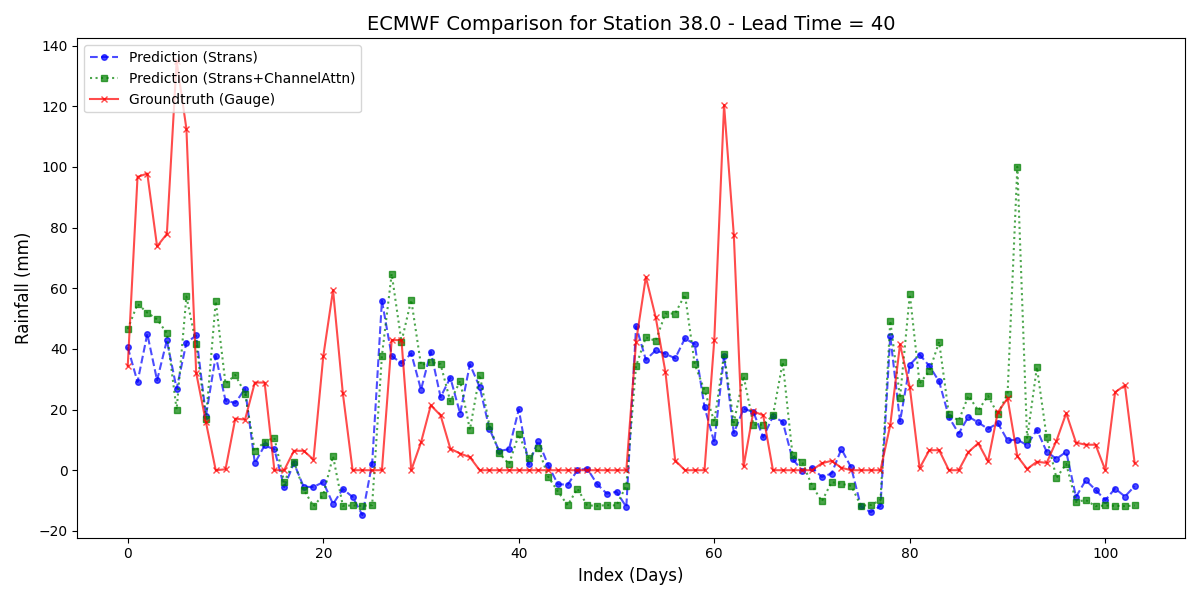 ECMWF Comparison for Station 38.0 - Lead Time = 40
Prediction (Strans)
Prediction (Strans+ChannelAttn)
Groundtruth (Gauge)
Rainfall (mm)
140
120
100
80
60
40
20
0
−20
0 20 40 60 80 100
Index (Days)